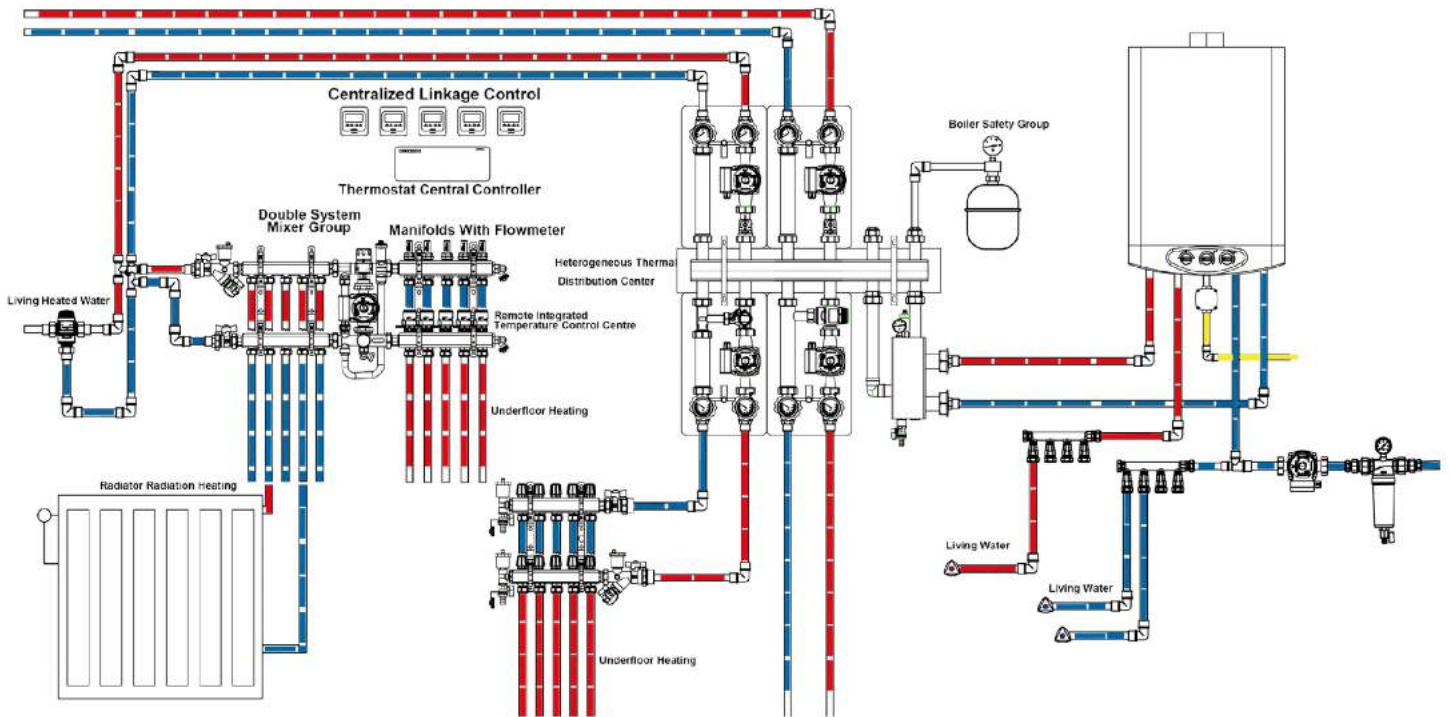 Centralized Linkage Control
Boiler Safety Group
Thermostat Central Controller
Double System
Mixer Group
Manifolds With Flowmeter
Heterogeneous Thermal
Distribution Center
Living Heated Water
Remote Integrated
Temperature Control Centre
Underfloor Heating
Radiator Radiation Heating
Living Water
Living Water
Underfloor Heating